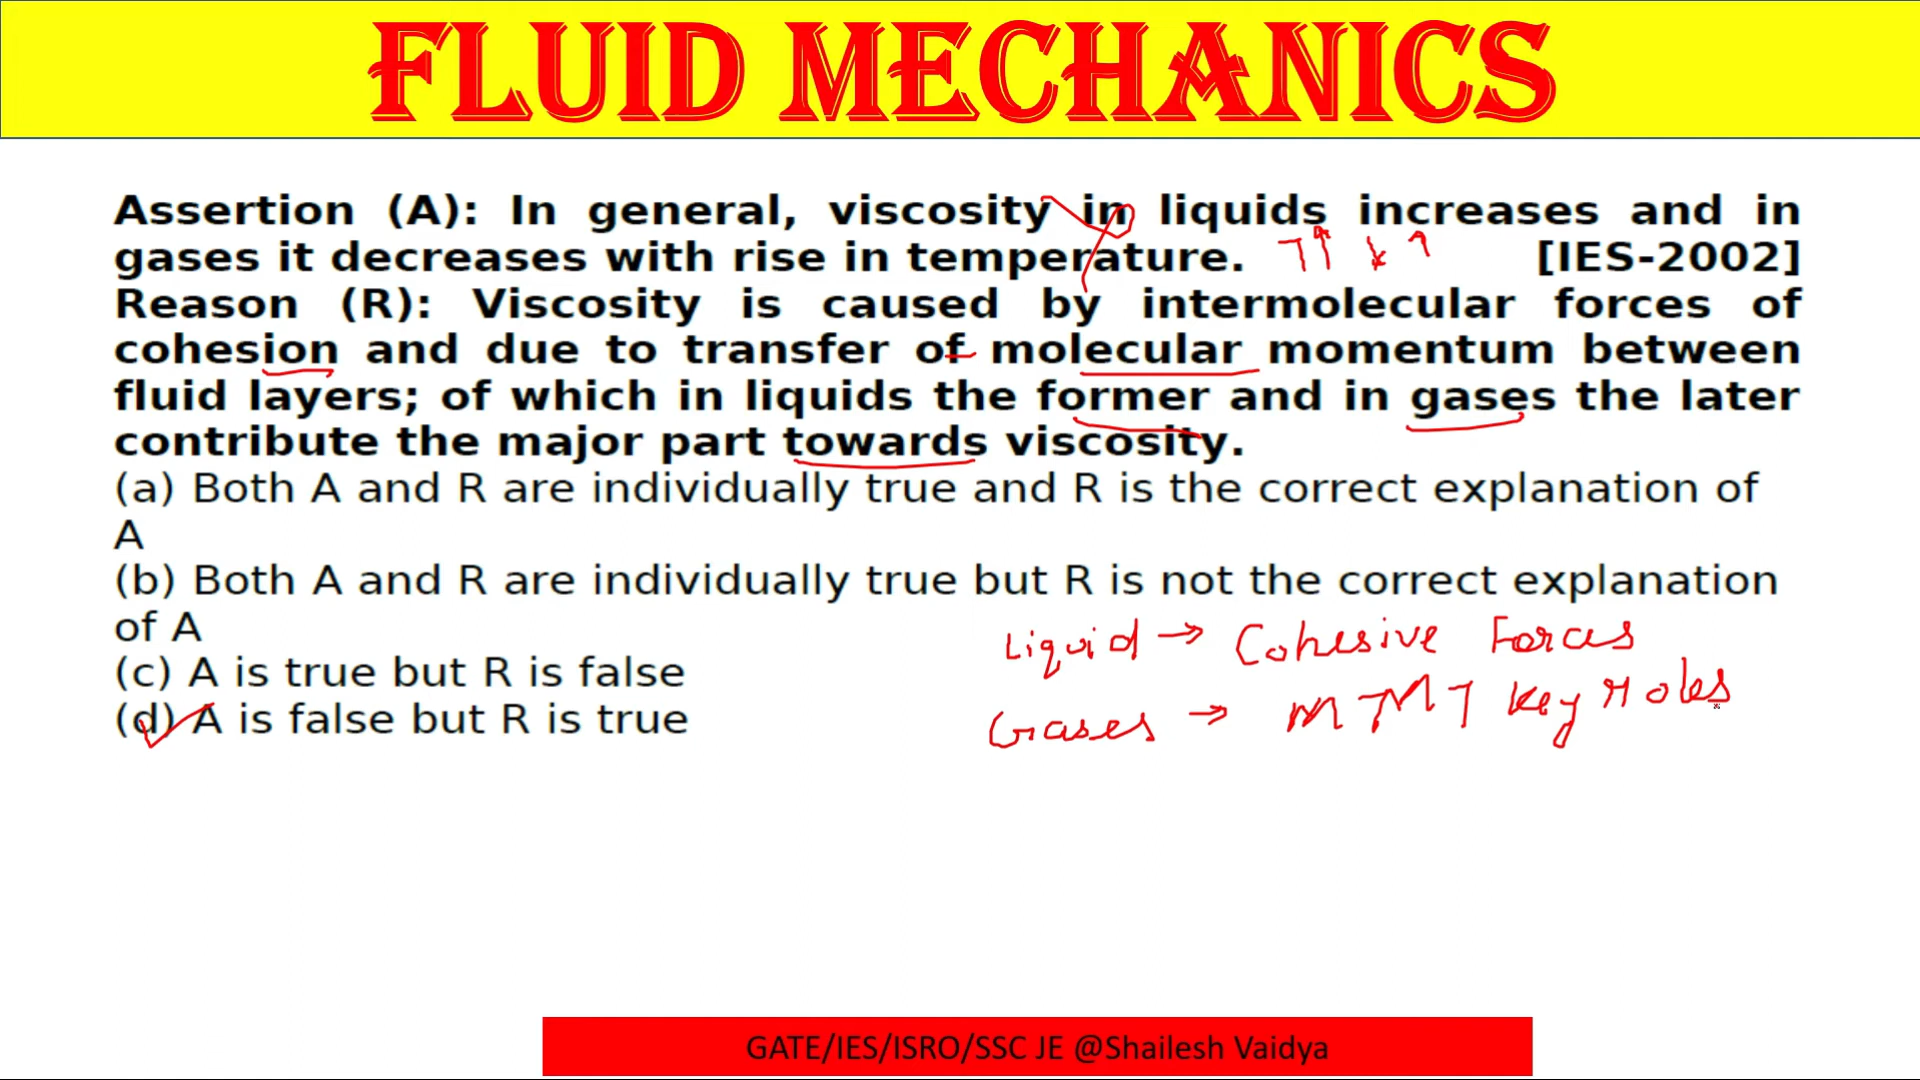 FLUID MECHANICS
Assertion (A): In general, viscosity in liquids increases and in
gases it decreases with rise in temperature. T↑ ↓ ↑ [IES-2002]
Reason (R): Viscosity is caused by intermolecular forces of
cohesion and due to transfer of molecular momentum between
fluid layers; of which in liquids the former and in gases the later
contribute the major part towards viscosity.
(a) Both A and R are individually true and R is the correct explanation of
A
(b) Both A and R are individually true but R is not the correct explanation
of A
Liquid → Cohesive Forces
(c) A is true but R is false
Gases → M T M T Key Roles
(d) A is false but R is true
GATE/IES/ISRO/SSC JE @Shailesh Vaidya